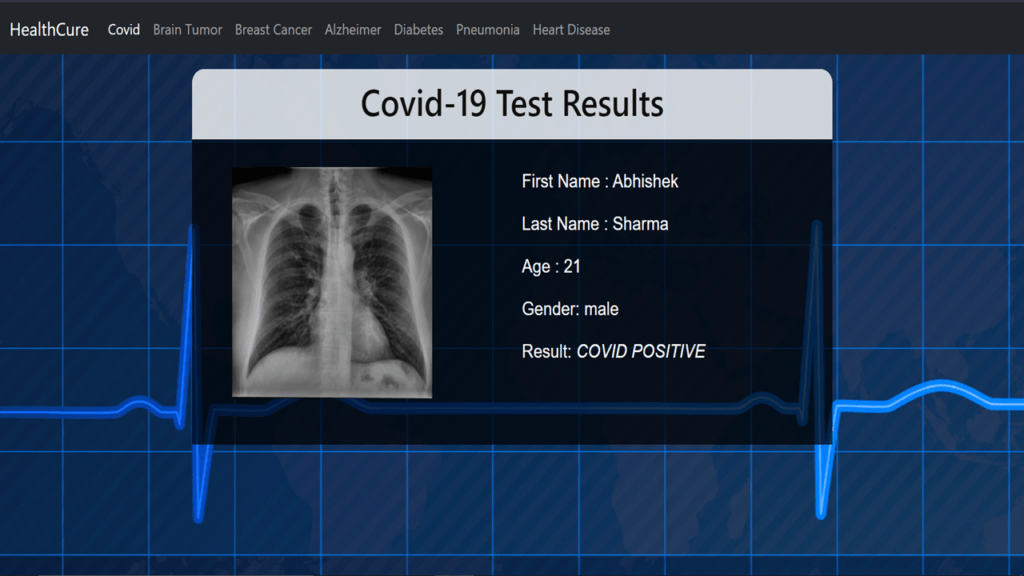 HealthCure Covid Brain Tumor Breast Cancer Alzheimer Diabetes Pneumonia Heart Disease
Covid-19 Test Results
First Name : Abhishek
Last Name : Sharma
Age : 21
Gender: male
Result: COVID POSITIVE